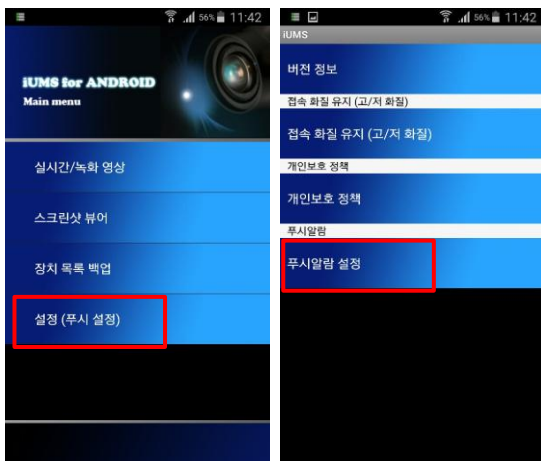 56% 11:42
iUMS for ANDROID
Main menu
실시간/녹화 영상
스크린샷 뷰어
장치 목록 백업
설정 (푸시 설정)
56% 11:42
iUMS
버전 정보
접속 화질 유지 (고/저 화질)
접속 화질 유지 (고/저 화질)
개인보호 정책
개인보호 정책
푸시알람
푸시알람 설정